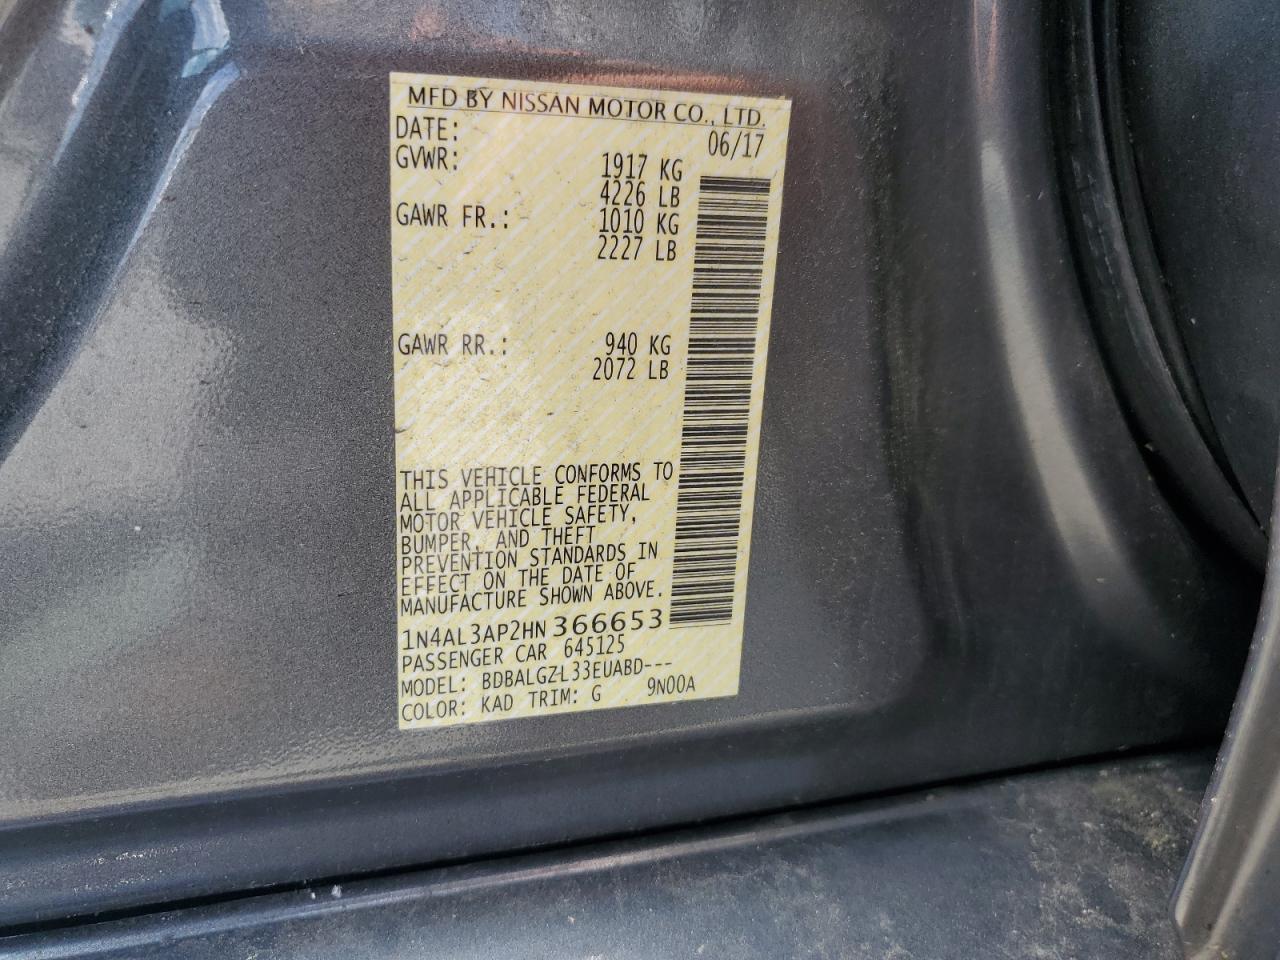 MFD BY NISSAN MOTOR CO., LTD.
DATE: 06/17
GVWR: 1917 KG
4226 LB
GAWR FR.: 1010 KG
2227 LB
GAWR RR.: 940 KG
2072 LB
THIS VEHICLE CONFORMS TO
ALL APPLICABLE FEDERAL
MOTOR VEHICLE SAFETY,
BUMPER, AND THEFT
PREVENTION STANDARDS IN
EFFECT ON THE DATE OF
MANUFACTURE SHOWN ABOVE.
1N4AL3AP2HN366653
PASSENGER CAR 645125
MODEL: BDBALGZ-L33EUABD---
COLOR: KAD TRIM: G 9N00A